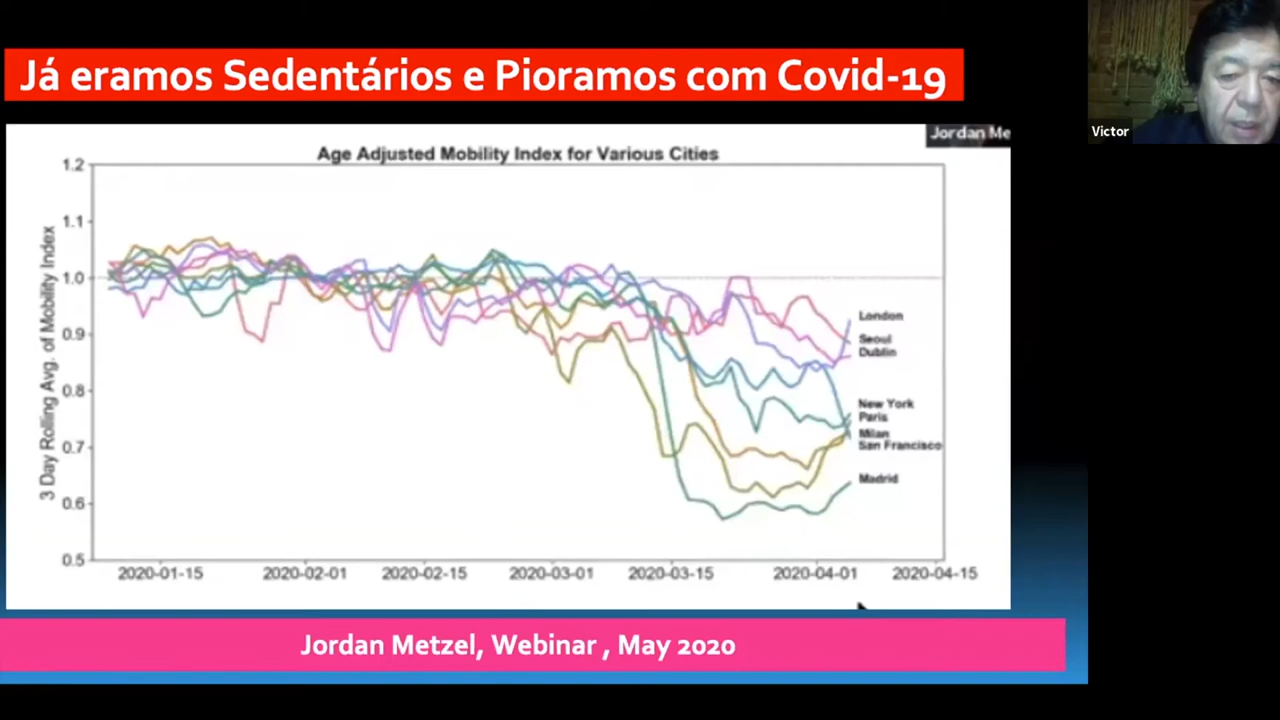 Já eramos Sedentários e Pioramos com Covid-19
Victor
Jordan Me
Age Adjusted Mobility Index for Various Cities
3 Day Rolling Avg. of Mobility Index
1.2
1.1
1.0
0.9
0.8
0.7
0.6
0.5
London
Seoul
Dublin
New York
Paris
Milan
San Francisco
Madrid
2020-01-15 2020-02-01 2020-02-15 2020-03-01 2020-03-15 2020-04-01 2020-04-15
Jordan Metzel, Webinar , May 2020